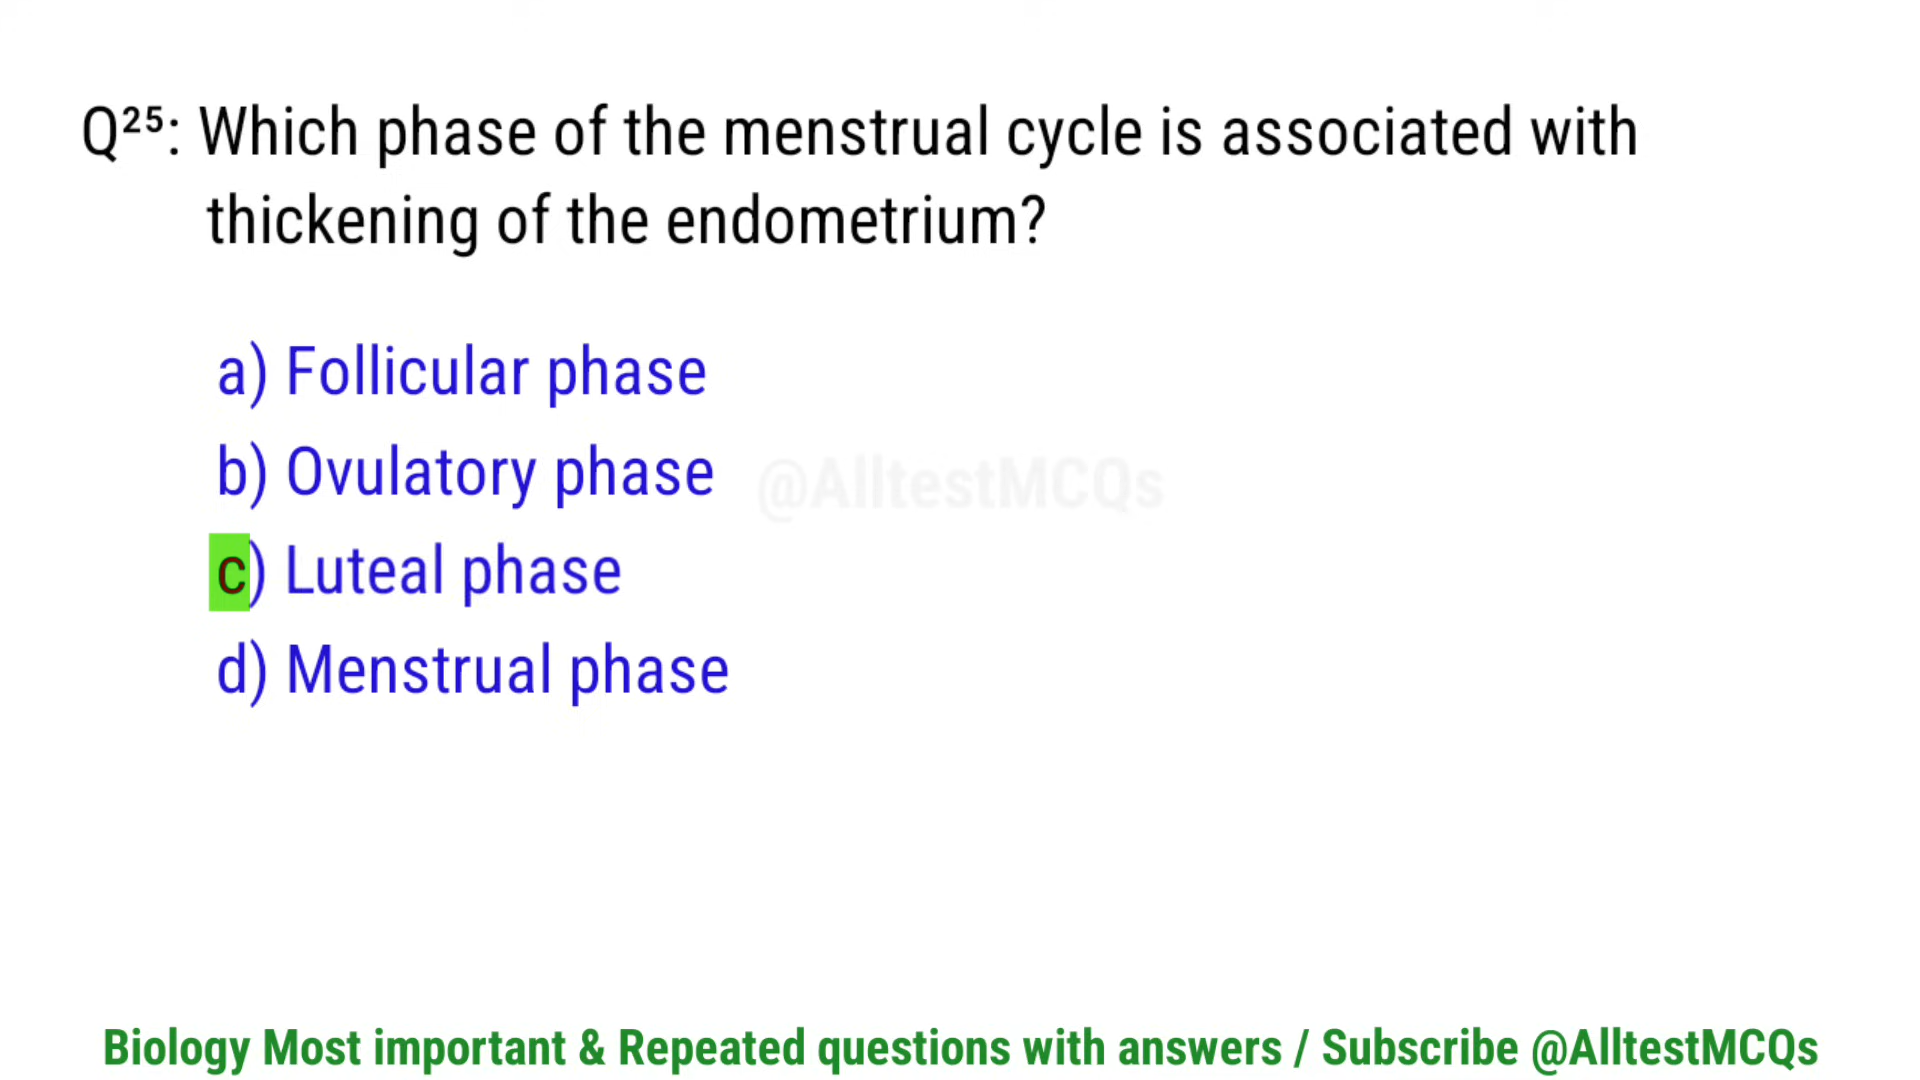 Q²⁵: Which phase of the menstrual cycle is associated with
thickening of the endometrium?
a) Follicular phase
b) Ovulatory phase
@AlltestMCQs
c) Luteal phase
d) Menstrual phase
Biology Most important & Repeated questions with answers / Subscribe @AlltestMCQs